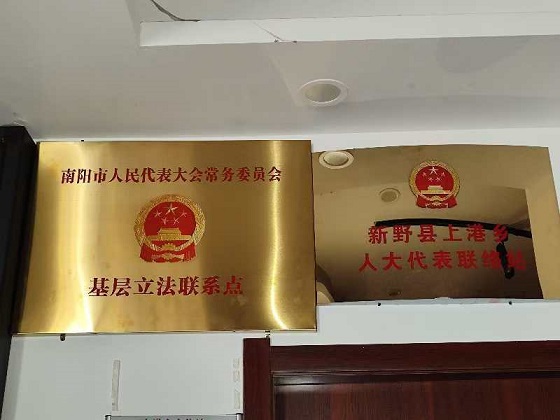 南阳市人民代表大会常务委员会
基层立法联系点
新野县上港乡
人大代表联络站